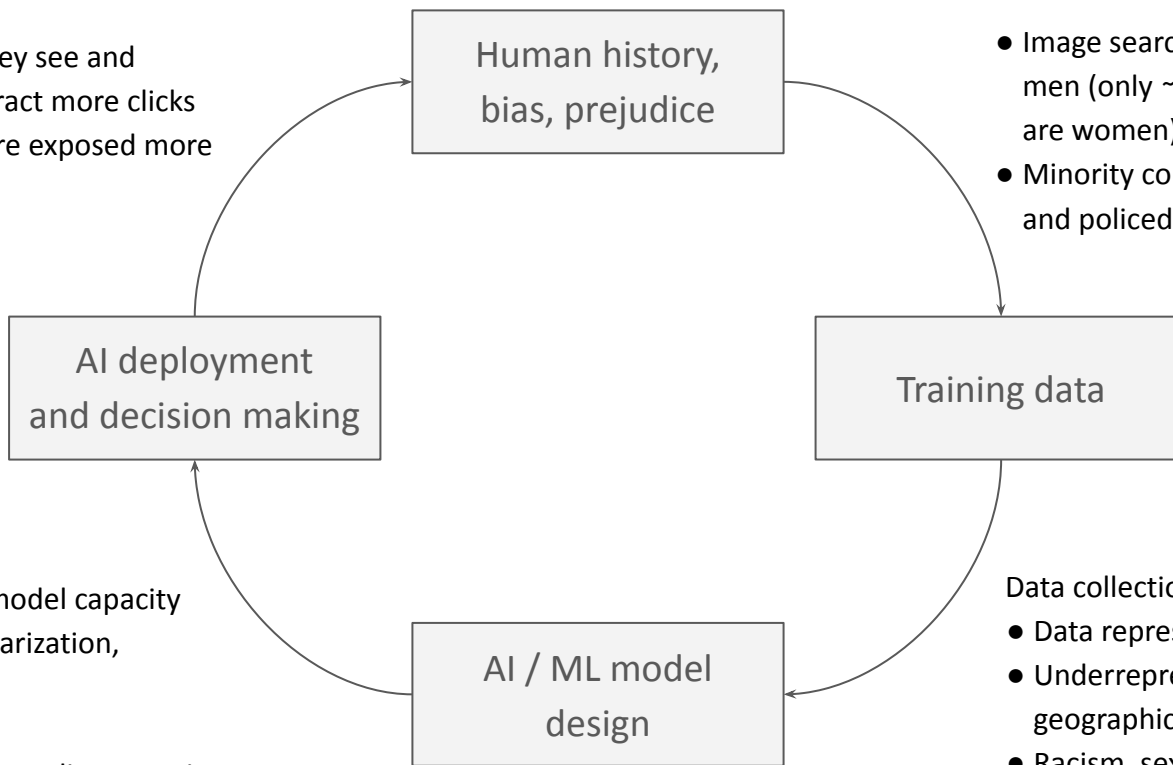 ey see and
ract more clicks
re exposed more
Human history,
bias, prejudice
● Image searc
men (only ~
are women)
● Minority co
and policed
AI deployment
and decision making
Training data
model capacity
arization,
AI / ML model
design
Data collectio
● Data repres
● Underrepre
geographic
● Racism, sex